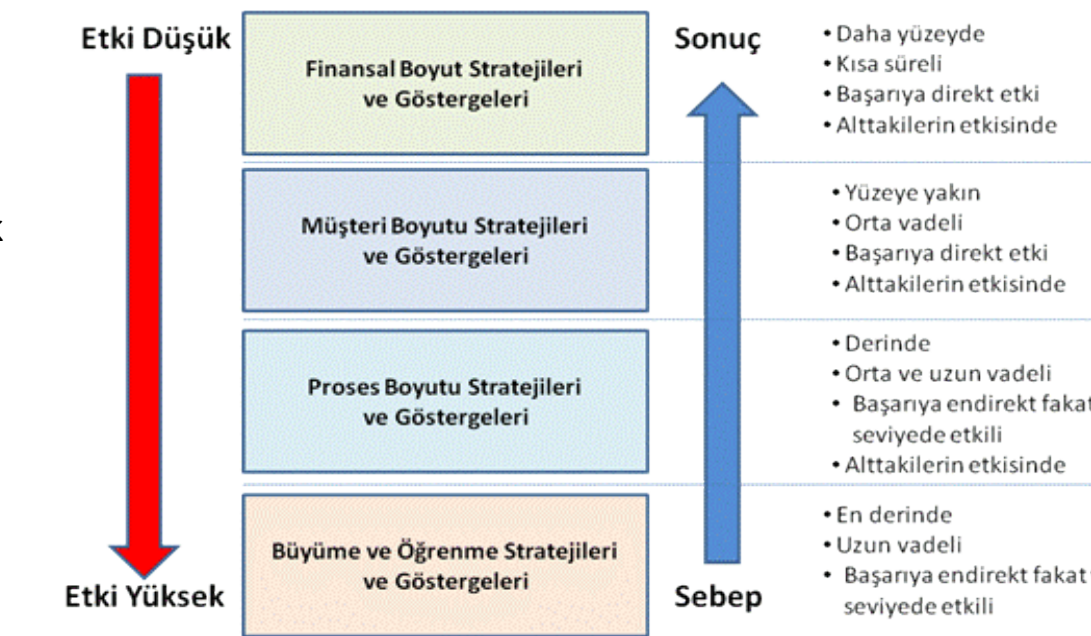 Etki Düşük
Finansal Boyut Stratejileri
ve Göstergeleri
Sonuç
• Daha yüzeyde
• Kısa süreli
• Başarıya direkt etki
• Alttakilerin etkisinde
Müşteri Boyutu Stratejileri
ve Göstergeleri
• Yüzeye yakın
• Orta vadeli
• Başarıya direkt etki
• Alttakilerin etkisinde
Proses Boyutu Stratejileri
ve Göstergeleri
• Derinde
• Orta ve uzun vadeli
• Başarıya endirekt fakat
seviyede etkili
• Alttakilerin etkisinde
Büyüme ve Öğrenme Stratejileri
ve Göstergeleri
Etki Yüksek
Sebep
• En derinde
• Uzun vadeli
• Başarıya endirekt fakat
seviyede etkili